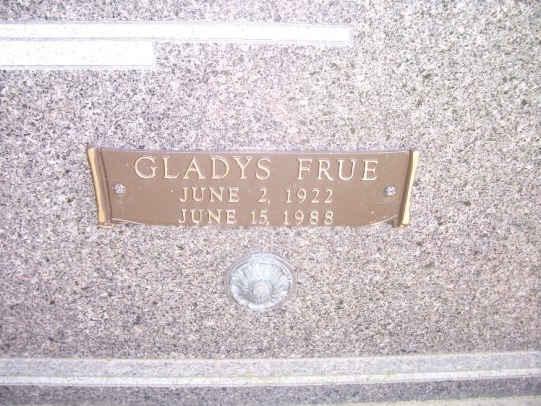 GLADYS FRUE
JUNE 2, 1922
JUNE 15, 1988